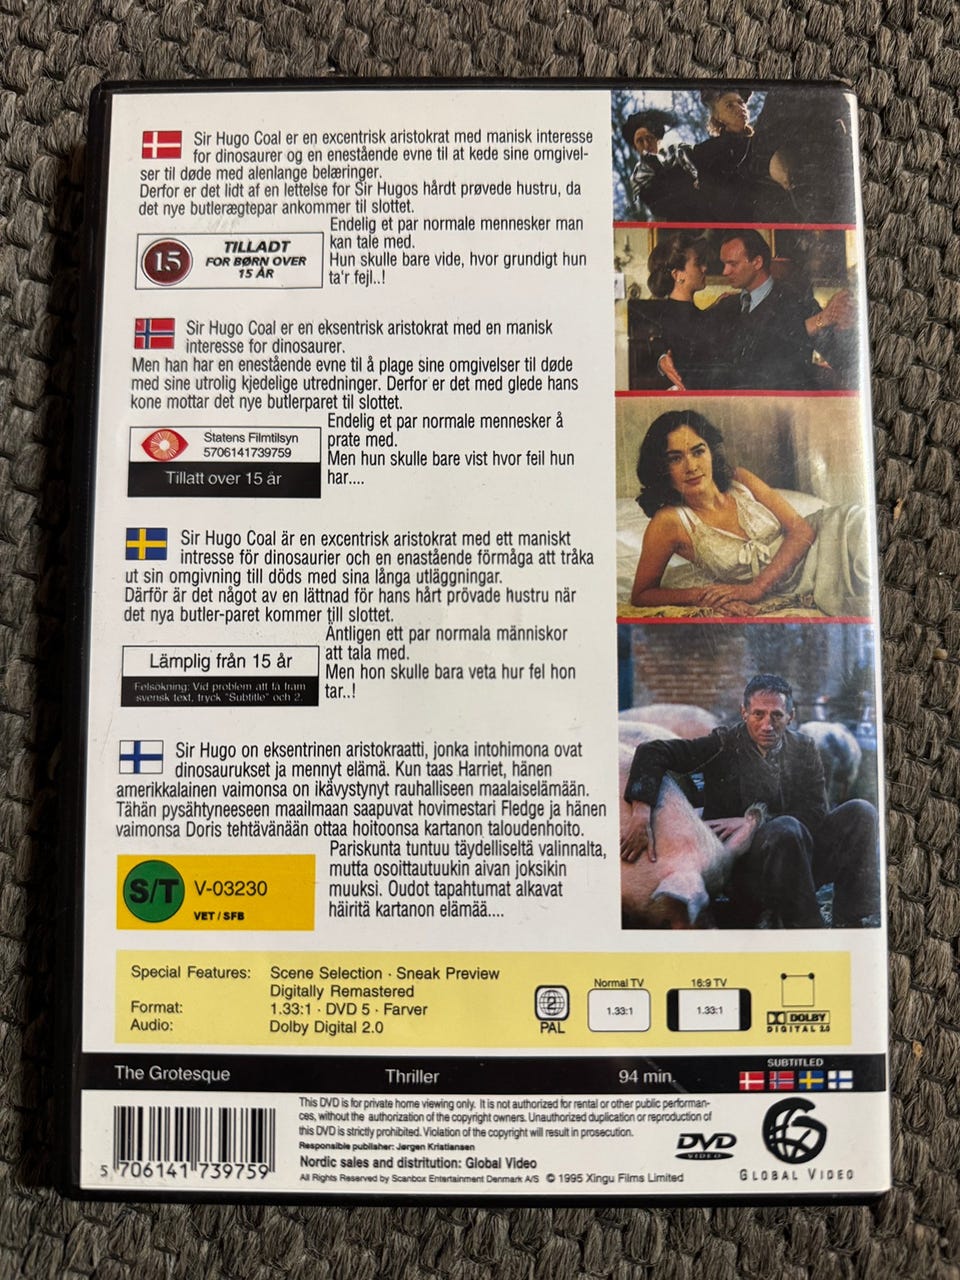 Sir Hugo Coal er en excentrisk aristokrat med manisk interesse
for dinosaurer og en enestående evne til at kede sine omgivel-
ser til døde med alenlange belæringer.
Derfor er det lidt af en lettelse for Sir Hugos hårdt prøvede hustru, da
det nye butlerægtepar ankommer til slottet.
Endelig et par normale mennesker man
kan tale med.
Hun skulle bare vide, hvor grundigt hun
ta'r fejl..!
15
TILLADT
FOR BØRN OVER
15 ÅR
Sir Hugo Coal er en eksentrisk aristokrat med en manisk
interesse for dinosaurer.
Men han har en enestående evne til å plage sine omgivelser til døde
med sine utrolig kjedelige utredninger. Derfor er det med glede hans
kone mottar det nye butlerparet til slottet.
Endelig et par normale mennesker å
prate med.
Men hun skulle bare vist hvor feil hun
har....
Statens Filmtilsyn
5706141739759
Tillatt over 15 år
Sir Hugo Coal är en excentrisk aristokrat med ett maniskt
intresse för dinosaurier och en enastående förmåga att tråka
ut sin omgivning till döds med sina långa utläggningar.
Därför är det något av en lättnad för hans hårt prövade hustru när
det nya butler-paret kommer till slottet.
Äntligen ett par normala människor
att tala med.
Men hon skulle bara veta hur fel hon
tar..!
Lämplig från 15 år
Felsökning: Vid problem att få fram
svensk text, tryck "Subtitle" och 2.
Sir Hugo on eksentrinen aristokraatti, jonka intohimona ovat
dinosaurukset ja mennyt elämä. Kun taas Harriet, hänen
amerikkalainen vaimonsa on ikävystynyt rauhalliseen maalaiselämään.
Tähän pysähtyneeseen maailmaan saapuvat hovimestari Fledge ja hänen
vaimonsa Doris tehtävänään ottaa hoitoonsa kartanon taloudenhoito.
Pariskunta tuntuu täydelliseltä valinnalta,
mutta osoittautuukin aivan joksikin
muuksi. Oudot tapahtumat alkavat
häiritä kartanon elämää....
S/T
V-03230
VET / SFB
Special Features: Scene Selection · Sneak Preview
Digitally Remastered
Format: 1.33:1 · DVD 5 · Farver
Audio: Dolby Digital 2.0
2
PAL
Normal TV
1.33:1
16:9 TV
1.33:1
DOLBY
DIGITAL 2.0
The Grotesque
Thriller
94 min.
SUBTITLED
This DVD is for private home viewing only. It is not authorized for rental or other public performan-
ces, without the authorization of the copyright owners. Unauthorized duplication or reproduction of
this DVD is strictly prohibited. Violation of the copyright will result in prosecution.
Responsible publisher: Jørgen Kristiansen
Nordic sales and distrition: Global Video
All Rights Reserved by Scanbox Entertainment Denmark A/S © 1995 Xingu Films Limited
DVD
VIDEO
GLOBAL VIDEO
5 706141 739759